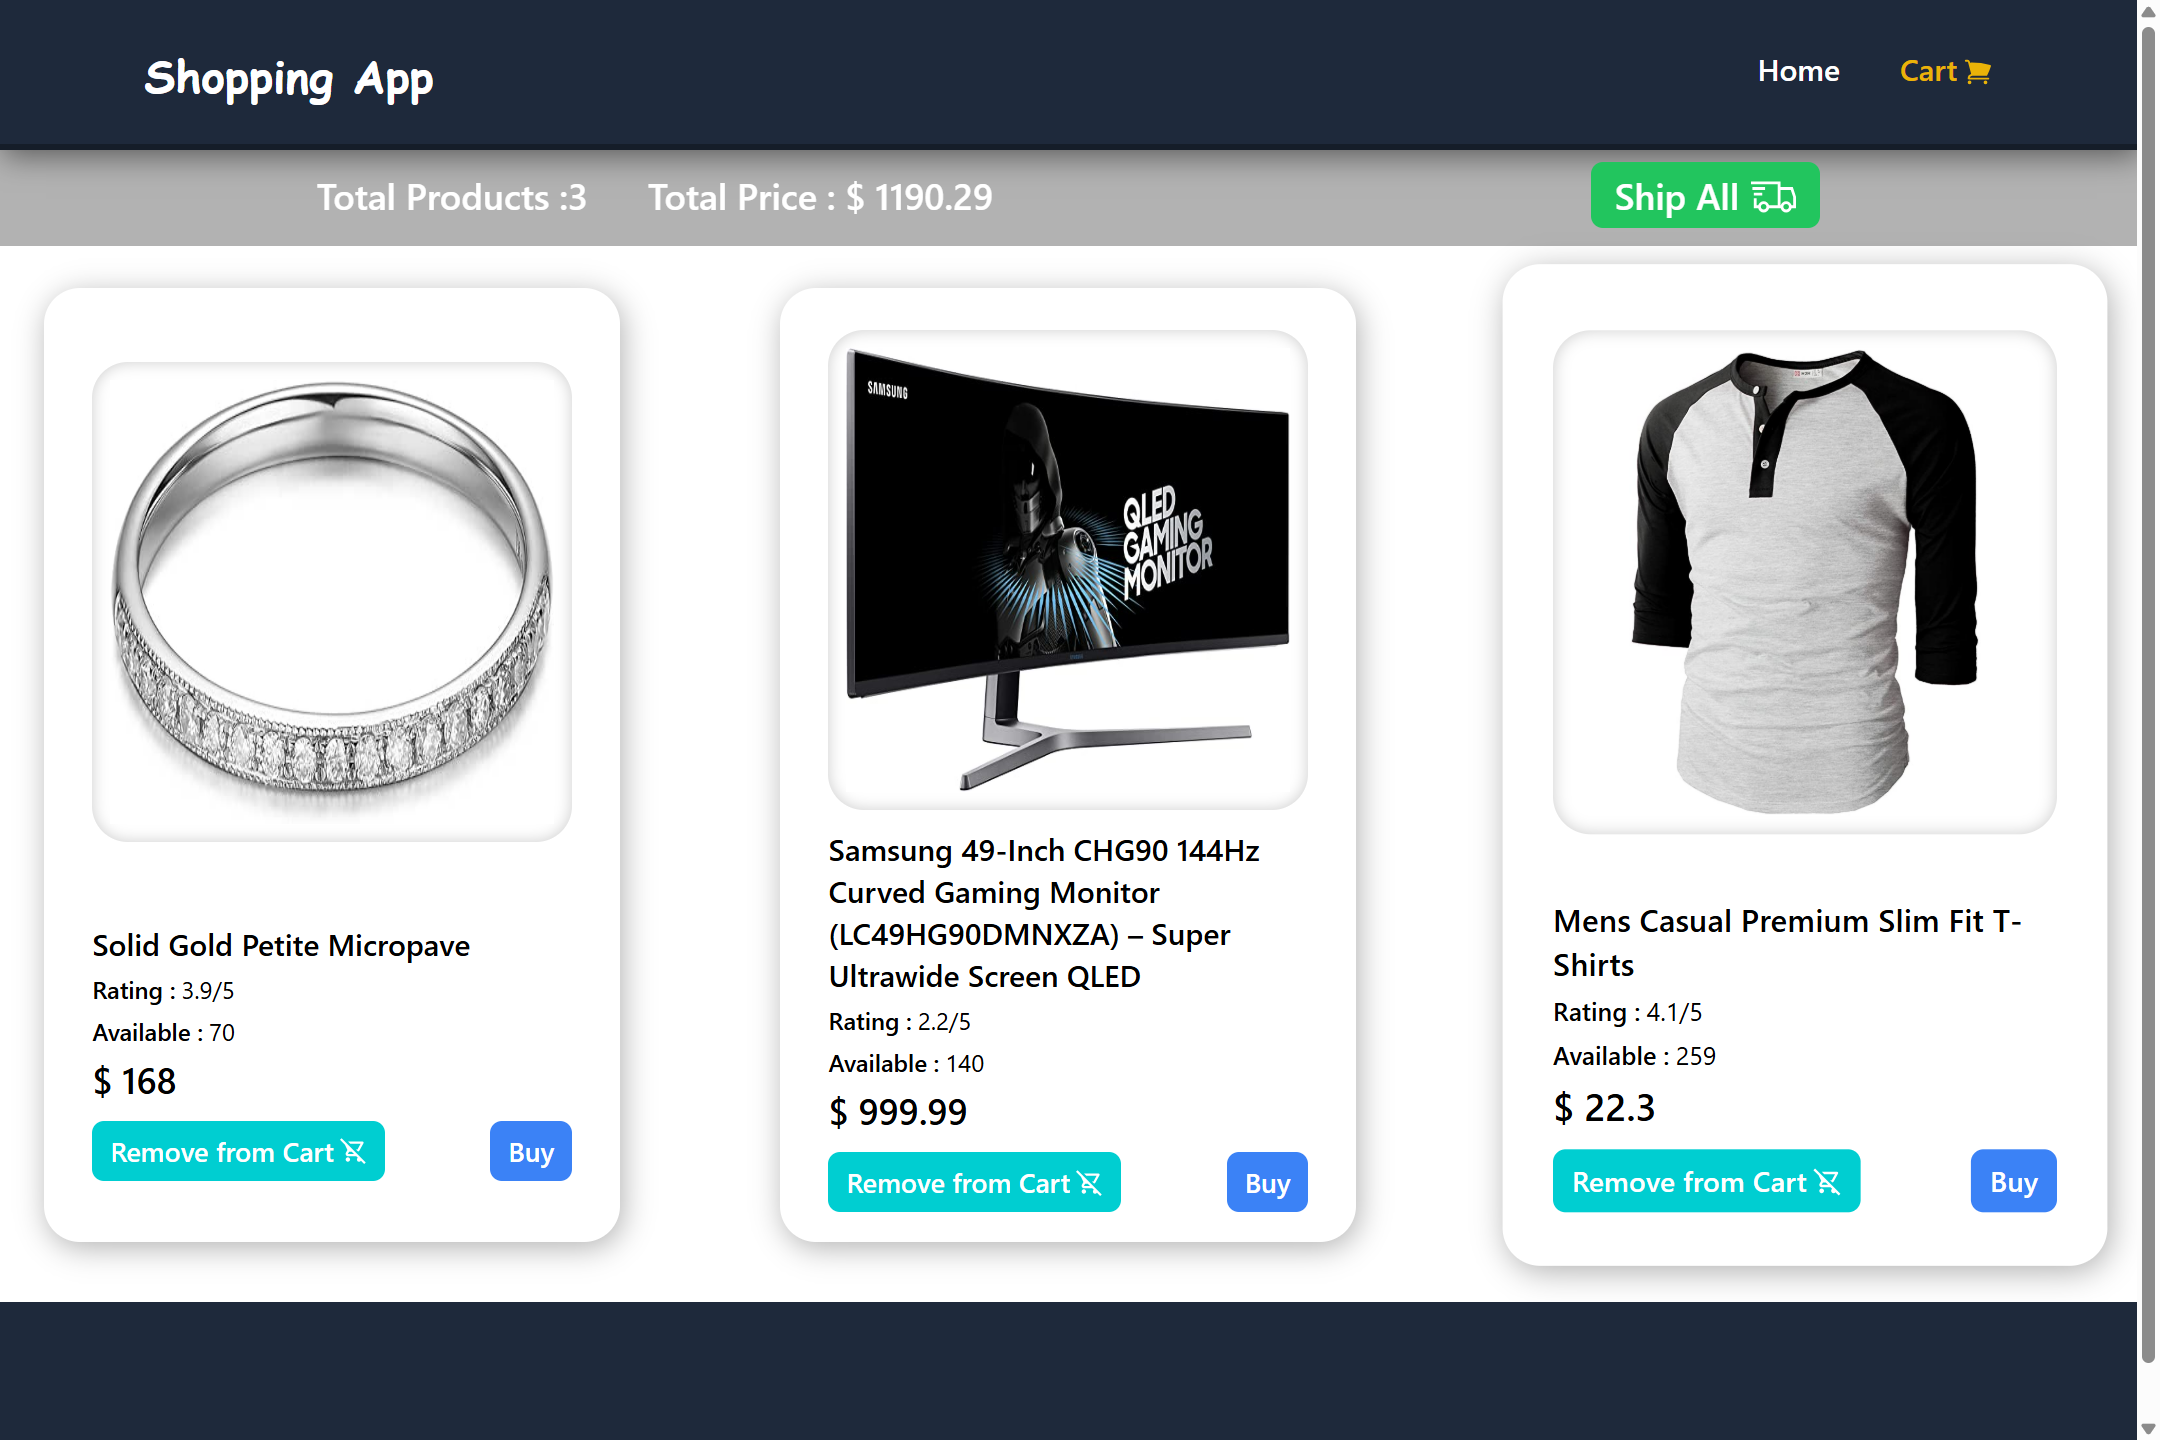 Shopping App
Home
Cart
Total Products :3
Total Price : $ 1190.29
Ship All
Solid Gold Petite Micropave
Rating : 3.9/5
Available : 70
$ 168
Remove from Cart
Buy
SAMSUNG
QLED
GAMING
MONITOR
Samsung 49-Inch CHG90 144Hz
Curved Gaming Monitor
(LC49HG90DMNXZA) – Super
Ultrawide Screen QLED
Rating : 2.2/5
Available : 140
$ 999.99
Remove from Cart
Buy
Mens Casual Premium Slim Fit T-
Shirts
Rating : 4.1/5
Available : 259
$ 22.3
Remove from Cart
Buy